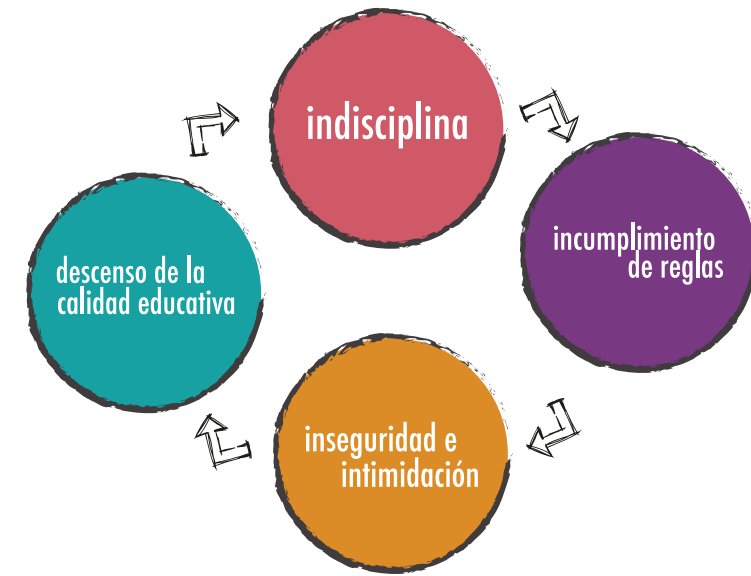 indisciplina
incumplimiento
de reglas
inseguridad e
intimidación
descenso de la
calidad educativa